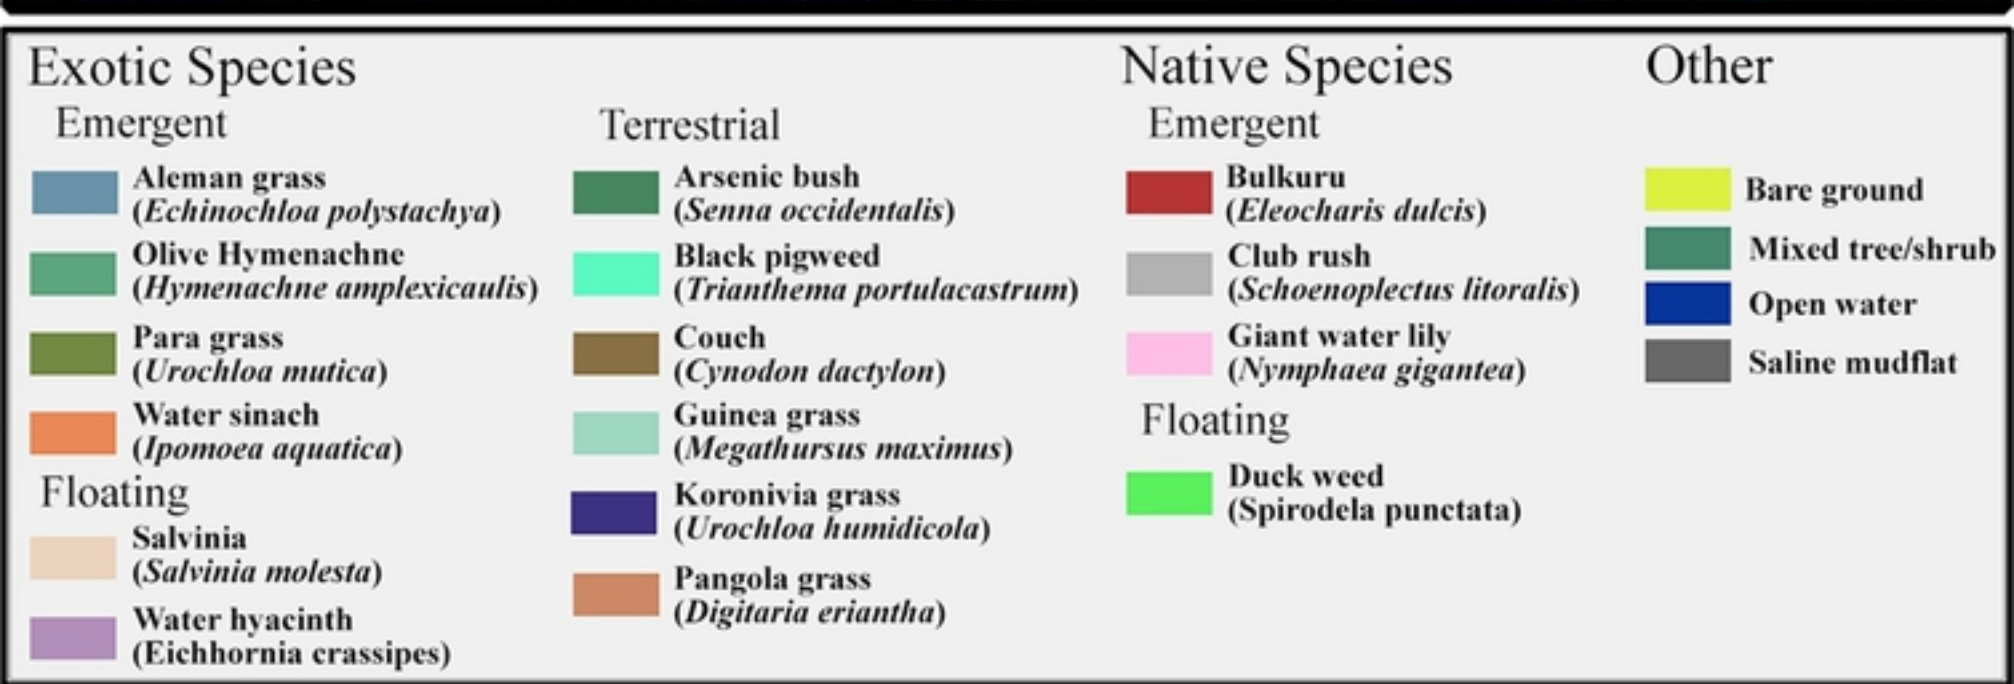 Exotic Species
Emergent
Aleman grass
(Echinochloa polystachya)
Olive Hymenachne
(Hymenachne amplexicaulis)
Para grass
(Urochloa mutica)
Water sinach
(Ipomoea aquatica)
Floating
Salvinia
(Salvinia molesta)
Water hyacinth
(Eichhornia crassipes)
Terrestrial
Arsenic bush
(Senna occidentalis)
Black pigweed
(Trianthema portulacastrum)
Couch
(Cynodon dactylon)
Guinea grass
(Megathursus maximus)
Koronivia grass
(Urochloa humidicola)
Pangola grass
(Digitaria eriantha)
Native Species
Emergent
Bulkuru
(Eleocharis dulcis)
Club rush
(Schoenoplectus litoralis)
Giant water lily
(Nymphaea gigantea)
Floating
Duck weed
(Spirodela punctata)
Other
Bare ground
Mixed tree/shrub
Open water
Saline mudflat